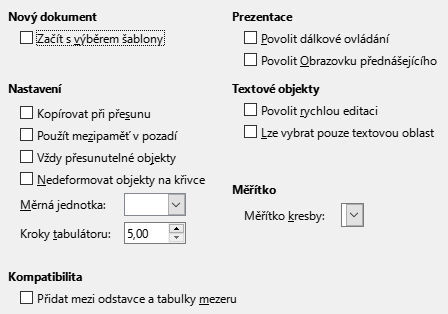 Nový dokument
Začít s výběrem šablony
Nastavení
Kopírovat při přesunu
Použít mezipaměť v pozadí
Vždy přesunutelné objekty
Nedeformovat objekty na křivce
Měrná jednotka:
Kroky tabulátoru: 5,00
Kompatibilita
Přidat mezi odstavce a tabulky mezeru
Prezentace
Povolit dálkové ovládání
Povolit Obrazovku přednášejícího
Textové objekty
Povolit rychlou editaci
Lze vybrat pouze textovou oblast
Měřítko
Měřítko kresby: